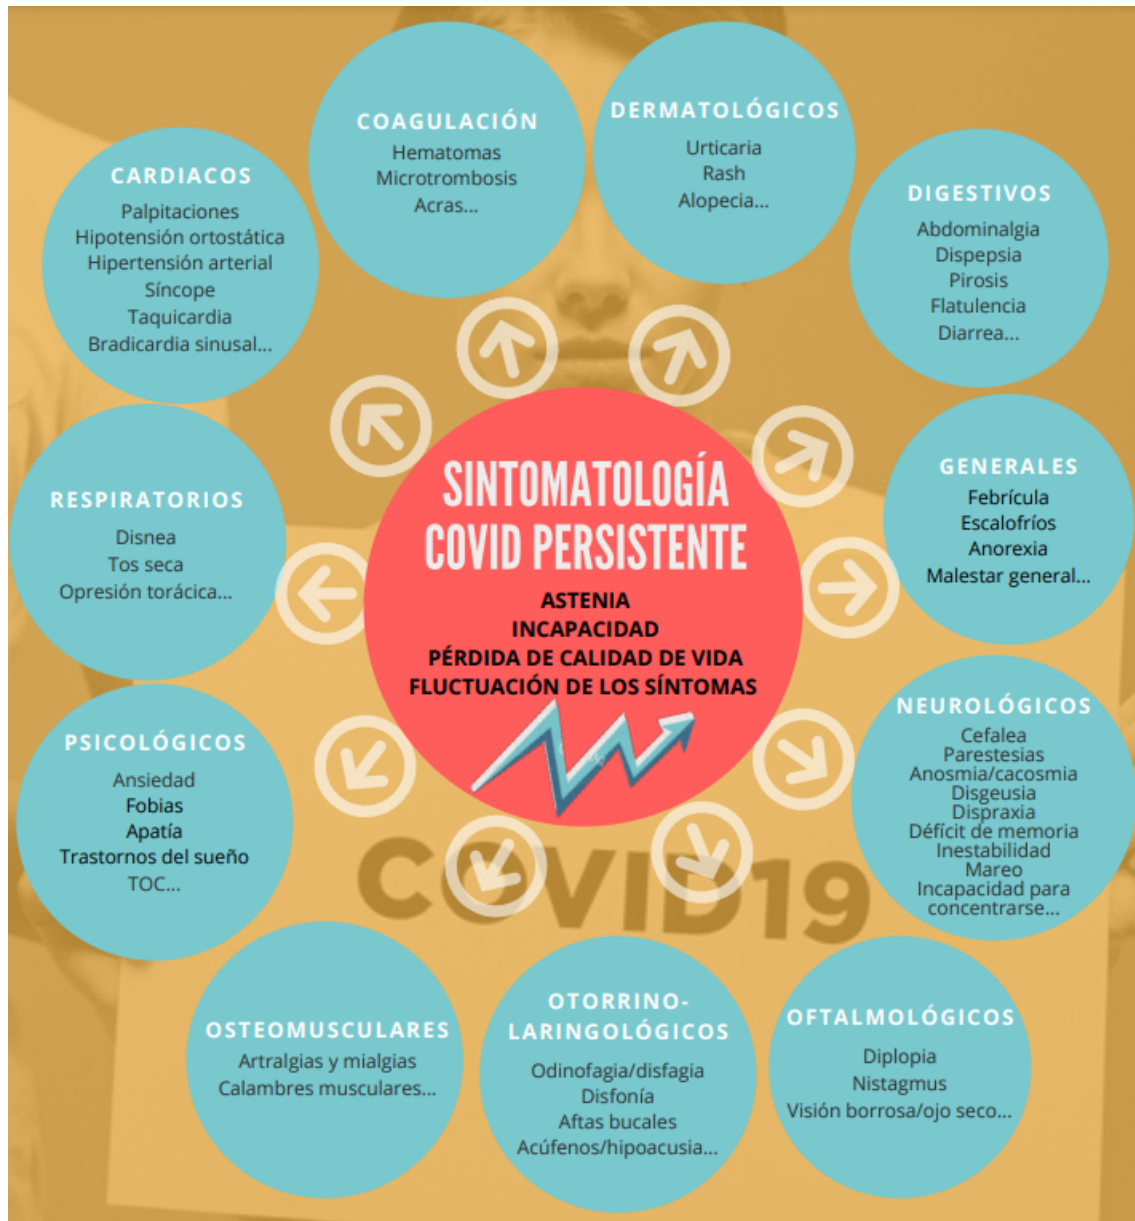 SINTOMATOLOGÍA
COVID PERSISTENTE
ASTENIA
INCAPACIDAD
PÉRDIDA DE CALIDAD DE VIDA
FLUCTUACIÓN DE LOS SÍNTOMAS
COAGULACIÓN
Hematomas
Microtrombosis
Acras...
DERMATOLÓGICOS
Urticaria
Rash
Alopecia...
DIGESTIVOS
Abdominalgia
Dispepsia
Pirosis
Flatulencia
Diarrea...
GENERALES
Febrícula
Escalofríos
Anorexia
Malestar general...
NEUROLÓGICOS
Cefalea
Parestesias
Anosmia/cacosmia
Disgeusia
Dispraxia
Défícit de memoria
Inestabilidad
Mareo
Incapacidad para
concentrarse...
OFTALMOLÓGICOS
Diplopia
Nistagmus
Visión borrosa/ojo seco...
OTORRINO-
LARINGOLÓGICOS
Odinofagia/disfagia
Disfonía
Aftas bucales
Acúfenos/hipoacusia...
OSTEOMUSCULARES
Artralgias y mialgias
Calambres musculares...
PSICOLÓGICOS
Ansiedad
Fobias
Apatía
Trastornos del sueño
TOC...
RESPIRATORIOS
Disnea
Tos seca
Opresión torácica...
CARDIACOS
Palpitaciones
Hipotensión ortostática
Hipertensión arterial
Síncope
Taquicardia
Bradicardia sinusal...
COVID19